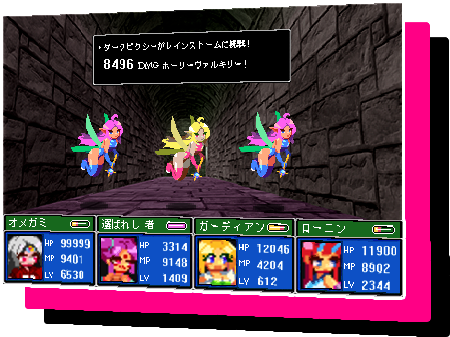 ・ダークピクシーがレインストームに挑戦！
8496 DMG ホーリーヴァルキリー！
オメガミ
HP 99999
MP 9401
LV 6530
選ばれし者
HP 3314
MP 9148
LV 1409
ガーディアン
HP 12046
MP 4204
LV 612
ローニン
HP 11900
MP 8902
LV 2344